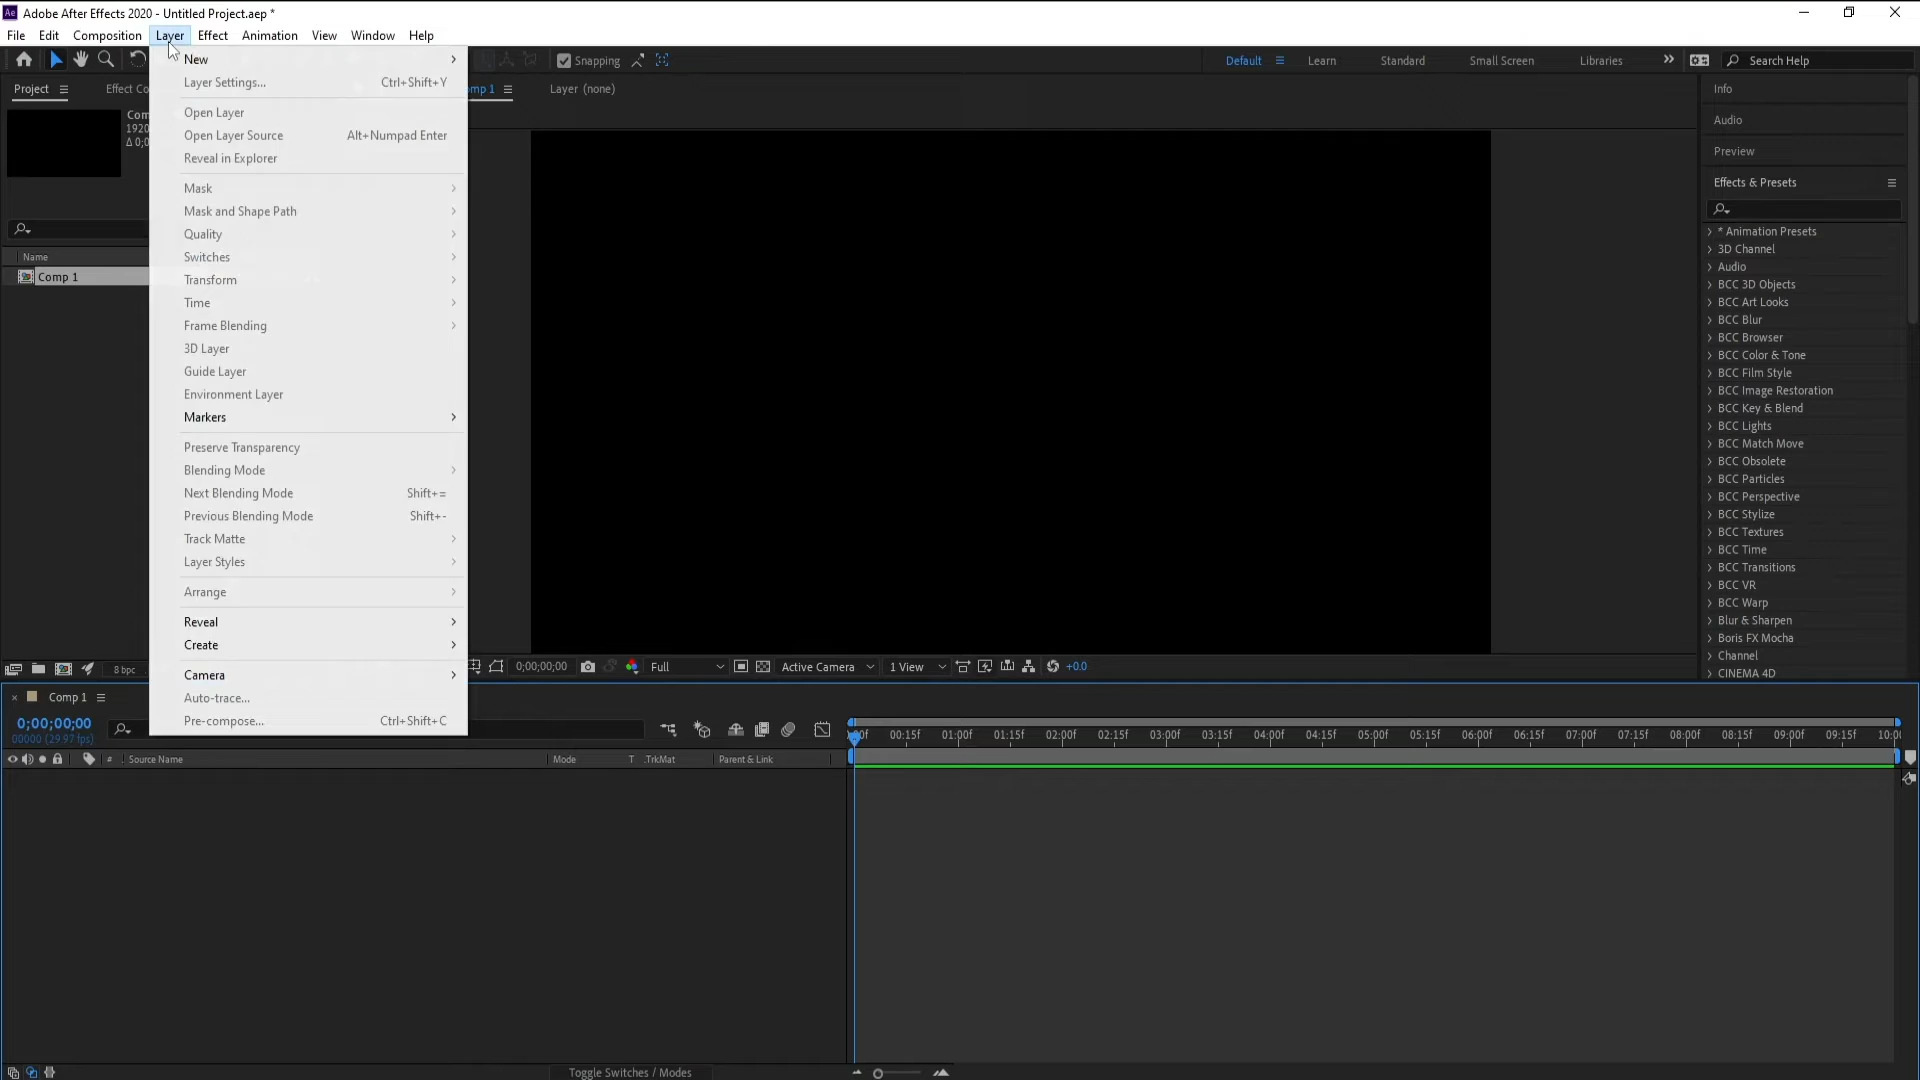 Ae Adobe After Effects 2020 - Untitled Project.aep *
File Edit Composition Layer Effect Animation View Window Help
Snapping Default Learn Standard Small Screen Libraries Search Help
Project Effect Co
omp 1 Layer (none)
Com
1920
Δ 0;0
Name
Comp 1
8 bpc
New
Layer Settings... Ctrl+Shift+Y
Open Layer
Open Layer Source Alt+Numpad Enter
Reveal in Explorer
Mask
Mask and Shape Path
Quality
Switches
Transform
Time
Frame Blending
3D Layer
Guide Layer
Environment Layer
Markers
Preserve Transparency
Blending Mode
Next Blending Mode Shift+=
Previous Blending Mode Shift+-
Track Matte
Layer Styles
Arrange
Reveal
Create
Camera
Auto-trace...
Pre-compose... Ctrl+Shift+C
0;00;00;00 Full Active Camera 1 View +0.0
Info
Audio
Preview
Effects & Presets
* Animation Presets
3D Channel
Audio
BCC 3D Objects
BCC Art Looks
BCC Blur
BCC Browser
BCC Color & Tone
BCC Film Style
BCC Image Restoration
BCC Key & Blend
BCC Lights
BCC Match Move
BCC Obsolete
BCC Particles
BCC Perspective
BCC Stylize
BCC Textures
BCC Time
BCC Transitions
BCC VR
BCC Warp
Blur & Sharpen
Boris FX Mocha
Channel
CINEMA 4D
Comp 1
0;00;00;00
00000 (29.97 fps)
00:15f 01:00f 01:15f 02:00f 02:15f 03:00f 03:15f 04:00f 04:15f 05:00f 05:15f 06:00f 06:15f 07:00f 07:15f 08:00f 08:15f 09:00f 09:15f 10:00
# Source Name Mode T .TrkMat Parent & Link
Toggle Switches / Modes